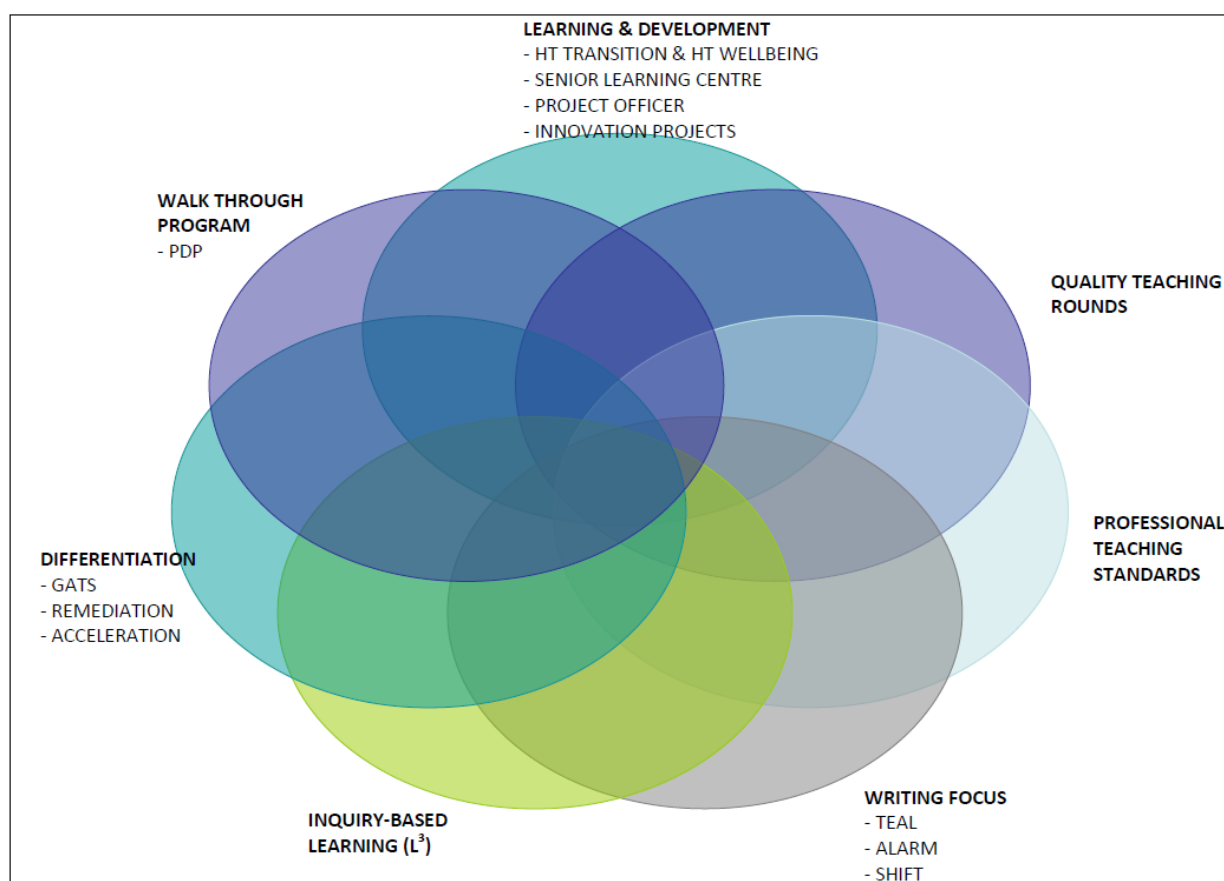 LEARNING & DEVELOPMENT
- HT TRANSITION & HT WELLBEING
- SENIOR LEARNING CENTRE
- PROJECT OFFICER
- INNOVATION PROJECTS
WALK THROUGH
PROGRAM
- PDP
QUALITY TEACHING
ROUNDS
PROFESSIONAL
TEACHING
STANDARDS
DIFFERENTIATION
- GATS
- REMEDIATION
- ACCELERATION
INQUIRY-BASED
LEARNING (L³)
WRITING FOCUS
- TEAL
- ALARM
- SHIFT